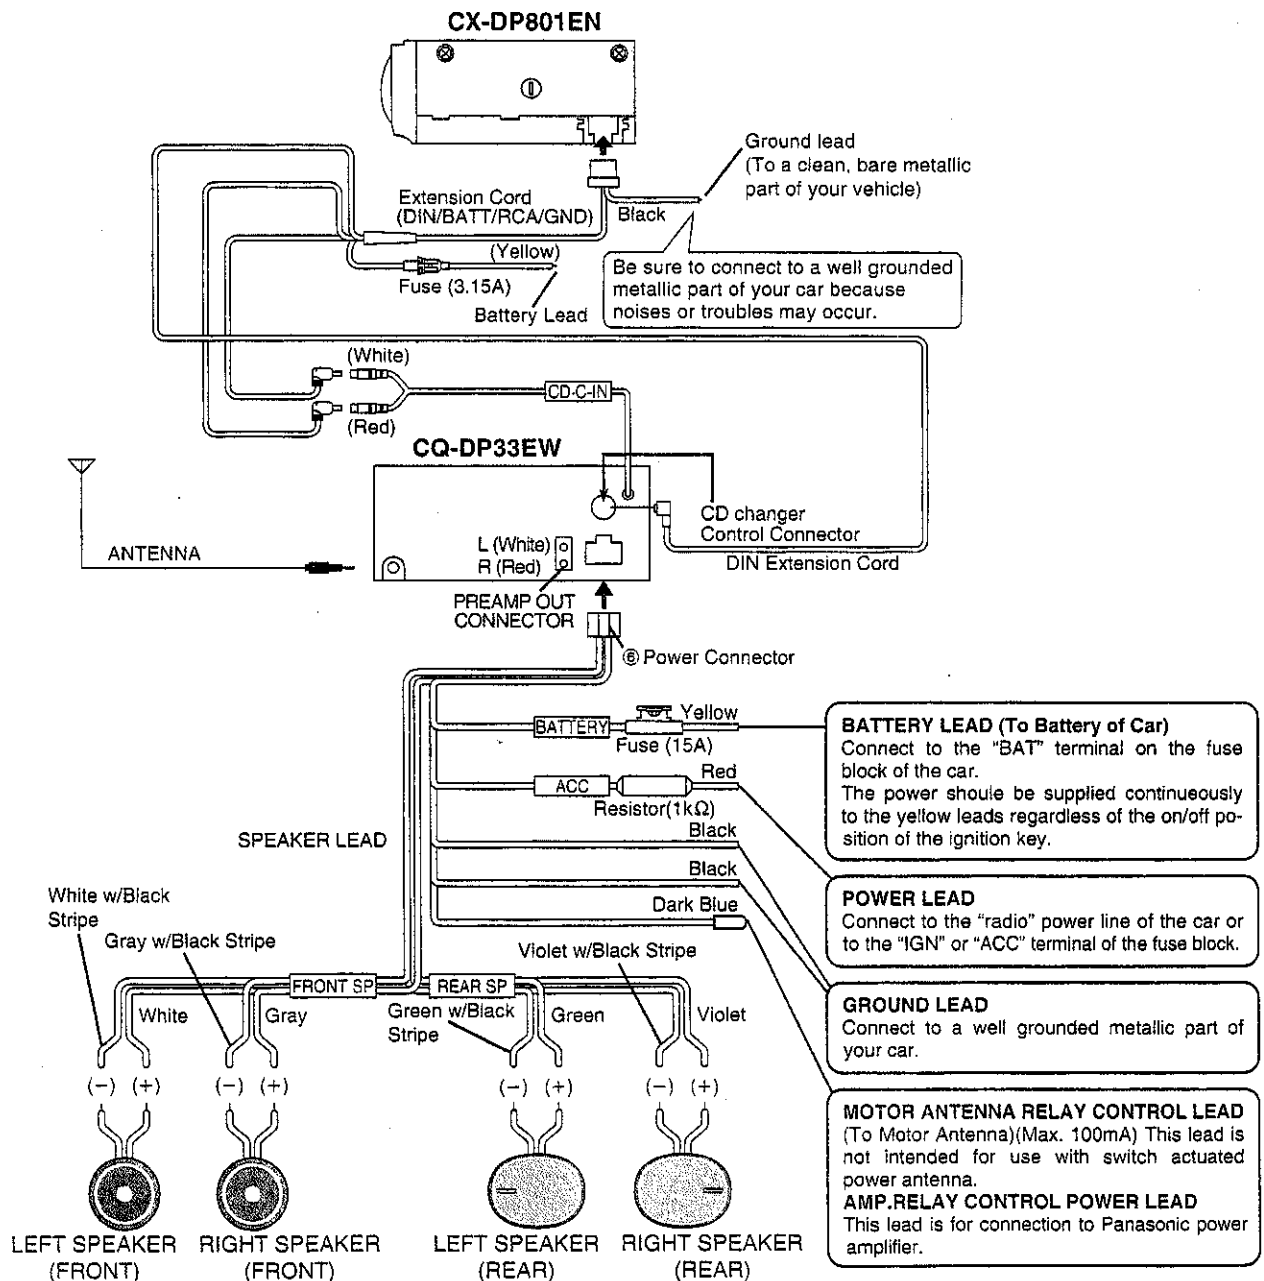 CX-DP801EN
Ground lead
(To a clean, bare metallic
part of your vehicle)
Extension Cord
(DIN/BATT/RCA/GND)
Black
(Yellow)
Fuse (3.15A)
Battery Lead
Be sure to connect to a well grounded
metallic part of your car because
noises or troubles may occur.
(White)
CD-C-IN
(Red)
CQ-DP33EW
CD changer
Control Connector
DIN Extension Cord
ANTENNA
L (White)
R (Red)
PREAMP OUT
CONNECTOR
⑥ Power Connector
BATTERY
Yellow
Fuse (15A)
ACC
Red
Resistor(1kΩ)
Black
Black
Dark Blue
SPEAKER LEAD
BATTERY LEAD (To Battery of Car)
Connect to the "BAT" terminal on the fuse
block of the car.
The power shoule be supplied continueously
to the yellow leads regardless of the on/off po-
sition of the ignition key.
POWER LEAD
Connect to the "radio" power line of the car or
to the "IGN" or "ACC" terminal of the fuse block.
GROUND LEAD
Connect to a well grounded metallic part of
your car.
MOTOR ANTENNA RELAY CONTROL LEAD
(To Motor Antenna)(Max. 100mA) This lead is
not intended for use with switch actuated
power antenna.
AMP.RELAY CONTROL POWER LEAD
This lead is for connection to Panasonic power
amplifier.
White w/Black
Stripe
Gray w/Black Stripe
Violet w/Black Stripe
FRONT SP
REAR SP
White
Gray
Green w/Black
Stripe
Green
Violet
(−) (+)
(−) (+)
(−) (+)
(−) (+)
LEFT SPEAKER
(FRONT)
RIGHT SPEAKER
(FRONT)
LEFT SPEAKER
(REAR)
RIGHT SPEAKER
(REAR)